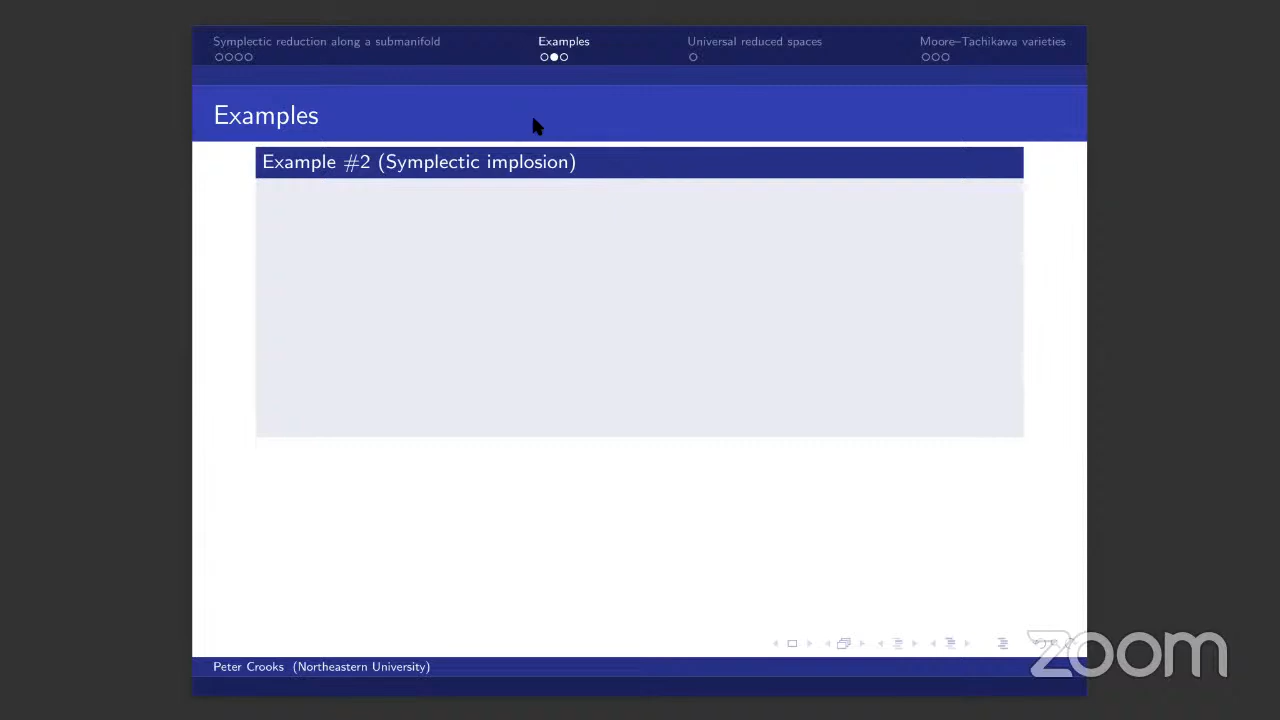 Symplectic reduction along a submanifold Examples Universal reduced spaces Moore–Tachikawa varieties
Examples
Example #2 (Symplectic implosion)
Peter Crooks (Northeastern University)
zoom